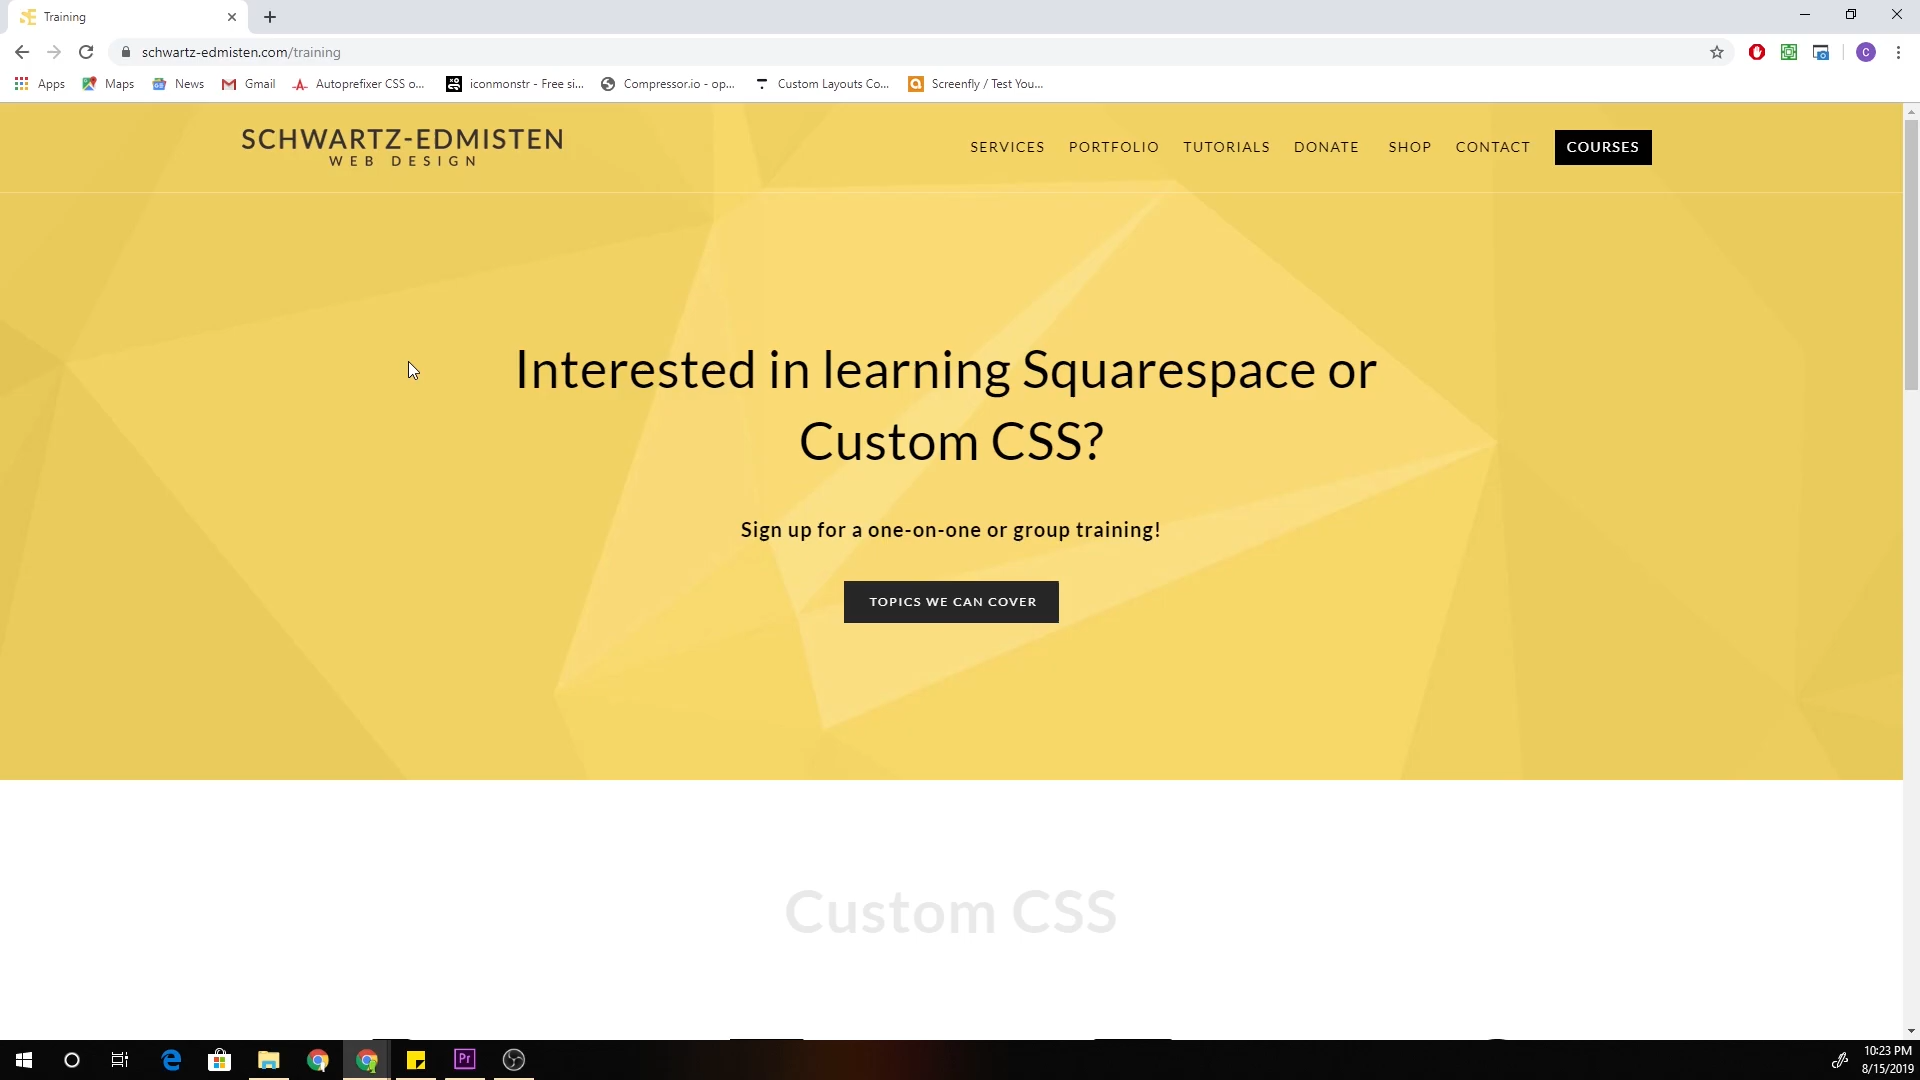 Training
schwartz-edmisten.com/training
C
Apps
Maps
News
Gmail
Autoprefixer CSS o...
iconmonstr - Free si...
Compressor.io - op...
Custom Layouts Co...
Screenfly / Test You...
SCHWARTZ-EDMISTEN
WEB DESIGN
SERVICES
PORTFOLIO
TUTORIALS
DONATE
SHOP
CONTACT
COURSES
Interested in learning Squarespace or
Custom CSS?
Sign up for a one-on-one or group training!
TOPICS WE CAN COVER
Custom CSS
Pr
10:23 PM
8/15/2019